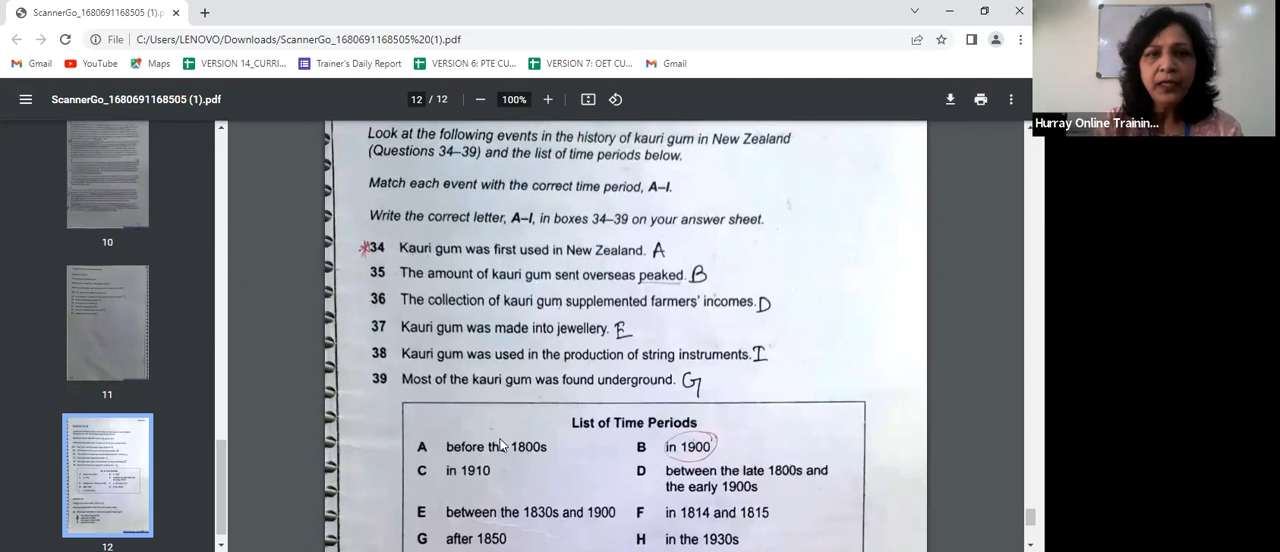 ScannerGo_1680691168505 (1).pdf
File C:/Users/LENOVO/Downloads/ScannerGo_1680691168505%20(1).pdf
Gmail YouTube Maps VERSION 14_CURRI... Trainer's Daily Report VERSION 6: PTE CU... VERSION 7: OET CU... Gmail
ScannerGo_1680691168505 (1).pdf 12 / 12 100%
Hurray Online Trainin...
10
11
12
Look at the following events in the history of kauri gum in New Zealand
(Questions 34–39) and the list of time periods below.
Match each event with the correct time period, A–I.
Write the correct letter, A–I, in boxes 34–39 on your answer sheet.
*34 Kauri gum was first used in New Zealand. A
35 The amount of kauri gum sent overseas peaked. B
36 The collection of kauri gum supplemented farmers' incomes. D
37 Kauri gum was made into jewellery. E
38 Kauri gum was used in the production of string instruments. I
39 Most of the kauri gum was found underground. G
List of Time Periods
A before the 1800s B in 1900
C in 1910 D between the late 1800s and
the early 1900s
E between the 1830s and 1900 F in 1814 and 1815
G after 1850 H in the 1930s